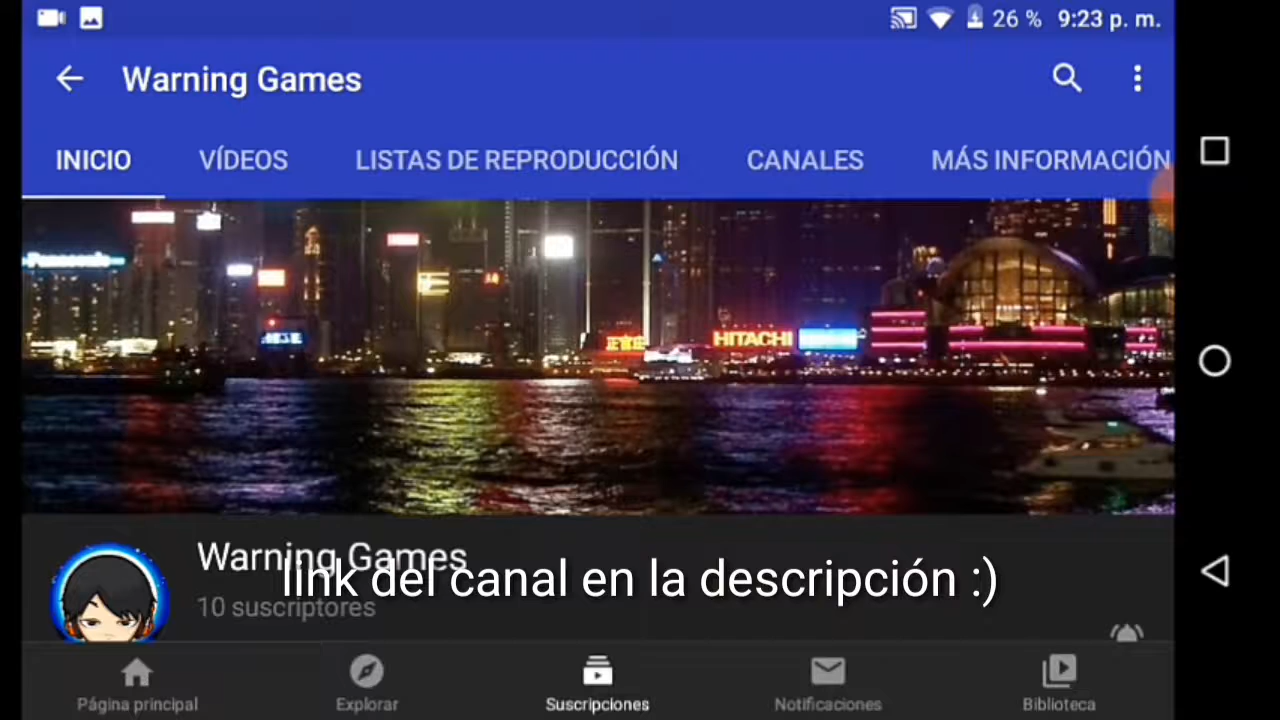 26 % 9:23 p. m.
Warning Games
INICIO VÍDEOS LISTAS DE REPRODUCCIÓN CANALES MÁS INFORMACIÓN
Panasonic
HITACHI
Warning Games
link del canal en la descripción :)
10 suscriptores
Página principal Explorar Suscripciones Notificaciones Biblioteca